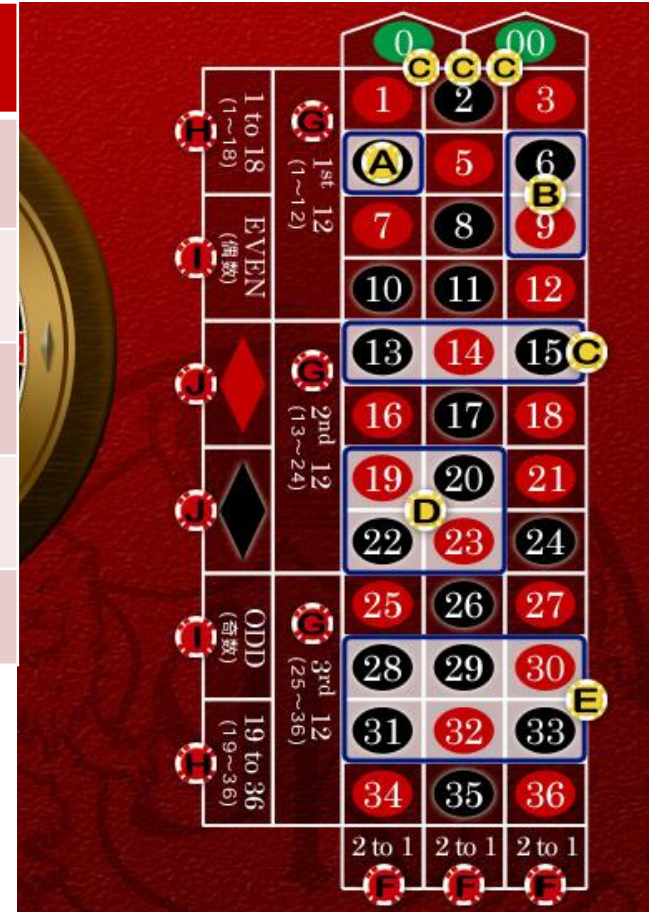 0 00
C C C
1 2 3
A 5 6
B
7 8 9
10 11 12
13 14 15 C
16 17 18
19 20 21
D
22 23 24
25 26 27
28 29 30
E
31 32 33
34 35 36
2 to 1 2 to 1 2 to 1
F F F
G
1st 12
(1~12)
G
2nd 12
(13~24)
G
3rd 12
(25~36)
H
1 to 18
(1~18)
I
EVEN
(偶数)
J
J
I
ODD
(奇数)
H
19 to 36
(19~36)